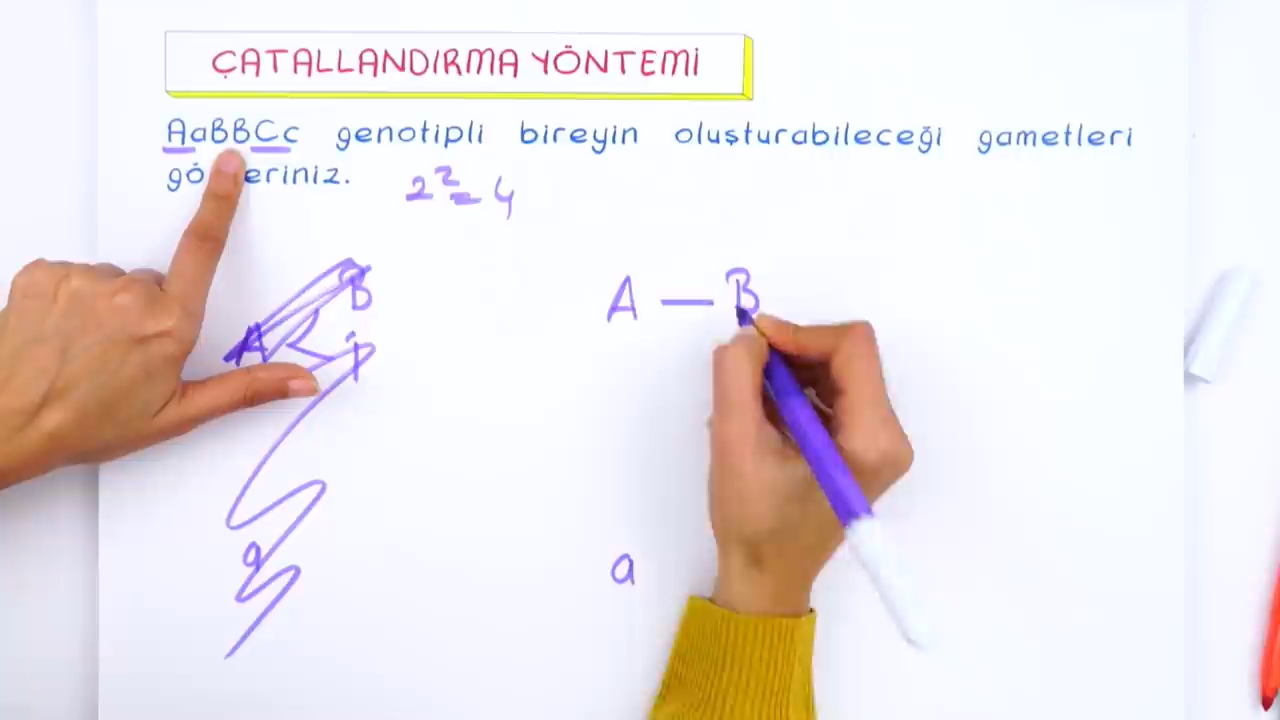 ÇATALLANDIRMA YÖNTEMİ
AaBBCc genotipli bireyin oluşturabileceği gametleri
gö eriniz. 2² = 4
B
A
A — B
a
a